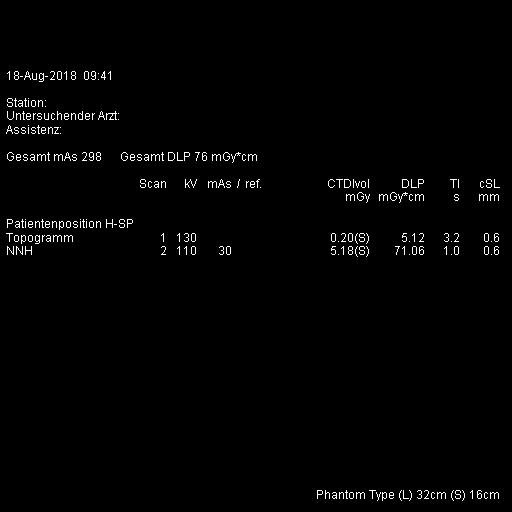 18-Aug-2018 09:41
Station:
Untersuchender Arzt:
Assistenz:
Gesamt mAs 298 Gesamt DLP 76 mGy*cm
Scan kV mAs / ref. CTDIvol DLP TI cSL
mGy mGy*cm s mm
Patientenposition H-SP
Topogramm 1 130 0.20(S) 5.12 3.2 0.6
NNH 2 110 30 5.18(S) 71.06 1.0 0.6
Phantom Type (L) 32cm (S) 16cm